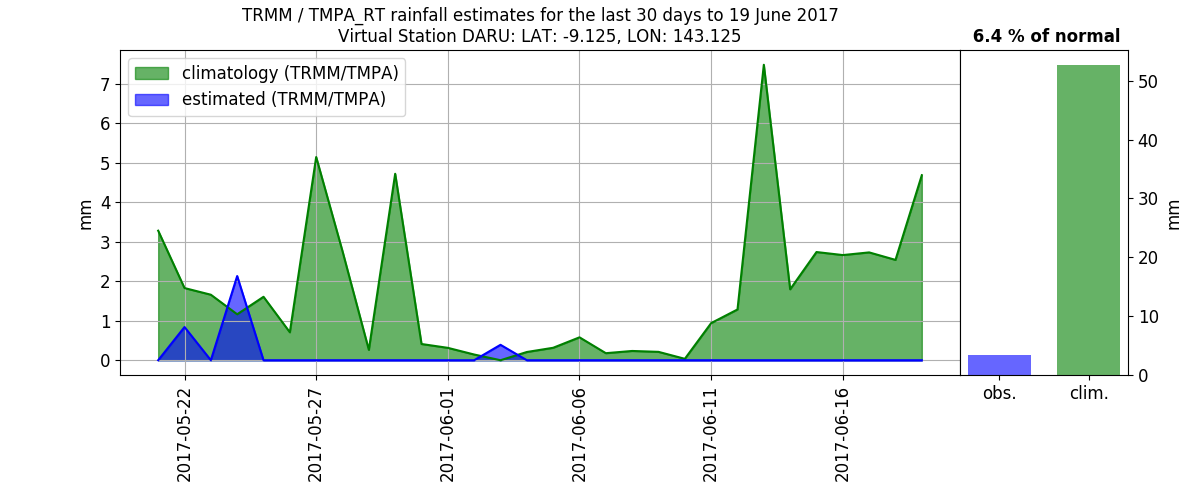 TRMM / TMPA_RT rainfall estimates for the last 30 days to 19 June 2017
Virtual Station DARU: LAT: -9.125, LON: 143.125
6.4 % of normal
climatology (TRMM/TMPA)
estimated (TRMM/TMPA)
7
6
5
4
3
2
1
0
mm
2017-05-22
2017-05-27
2017-06-01
2017-06-06
2017-06-11
2017-06-16
50
40
30
20
10
0
mm
obs.
clim.